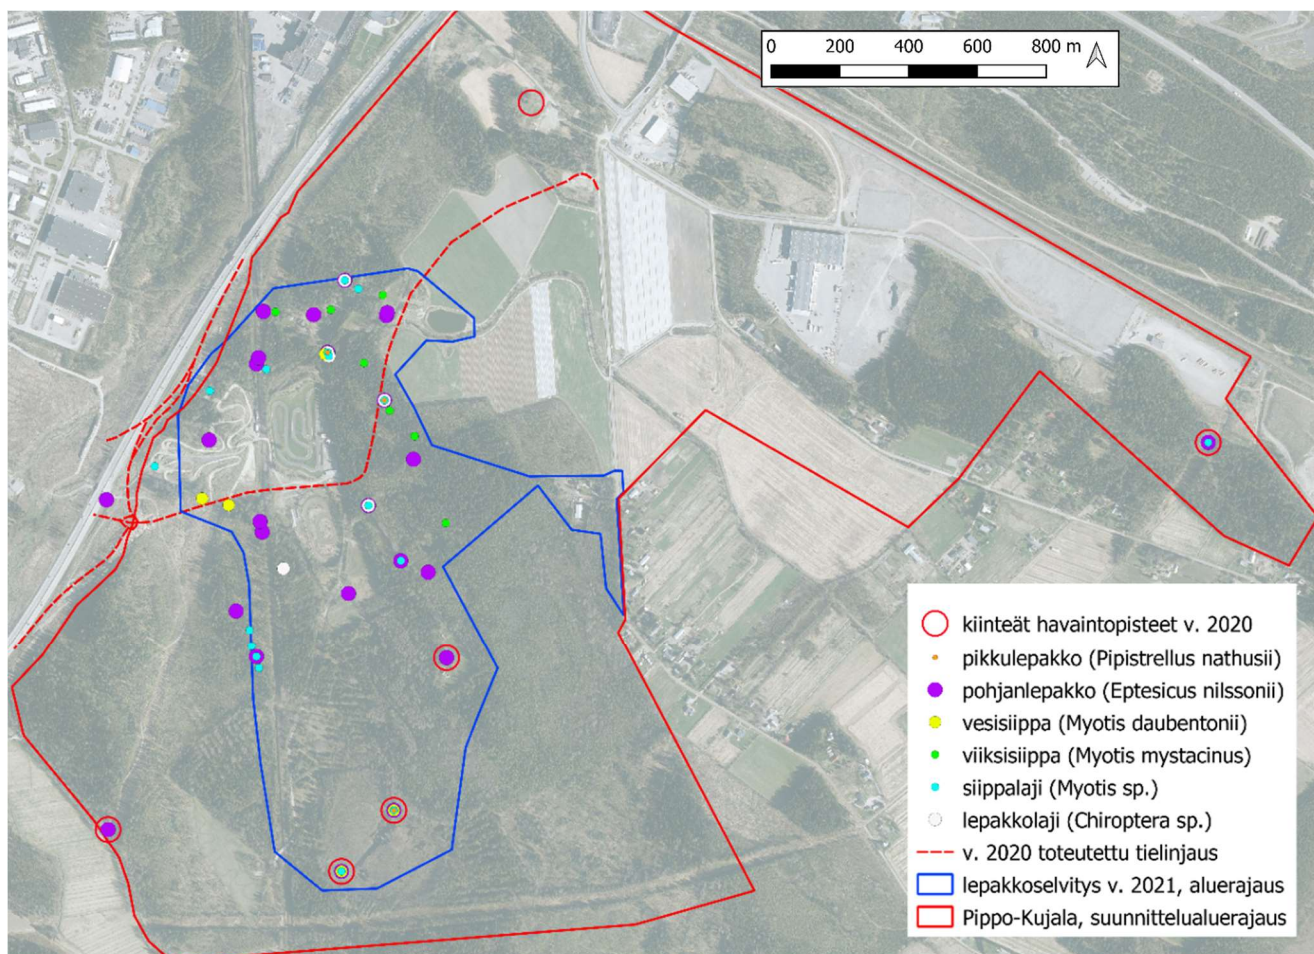 0 200 400 600 800 m
kiinteät havaintopisteet v. 2020
pikkulepakko (Pipistrellus nathusii)
pohjanlepakko (Eptesicus nilssonii)
vesisiippa (Myotis daubentonii)
viiksisiippa (Myotis mystacinus)
siippalaji (Myotis sp.)
lepakkolaji (Chiroptera sp.)
v. 2020 toteutettu tielinjaus
lepakkoselvitys v. 2021, aluerajaus
Pippo-Kujala, suunnittelualuerajaus